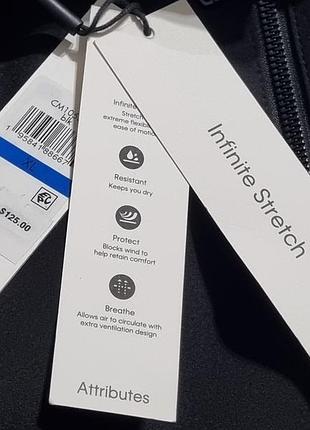 XL
$125.00
Infinite
Stretch
extreme flexib
ease of motio
Resistant
Keeps you dry
Protect
Blocks wind to
help retain comfort
Breathe
Allows air to circulate with
extra ventilation design
Attributes
Infinite Stretch